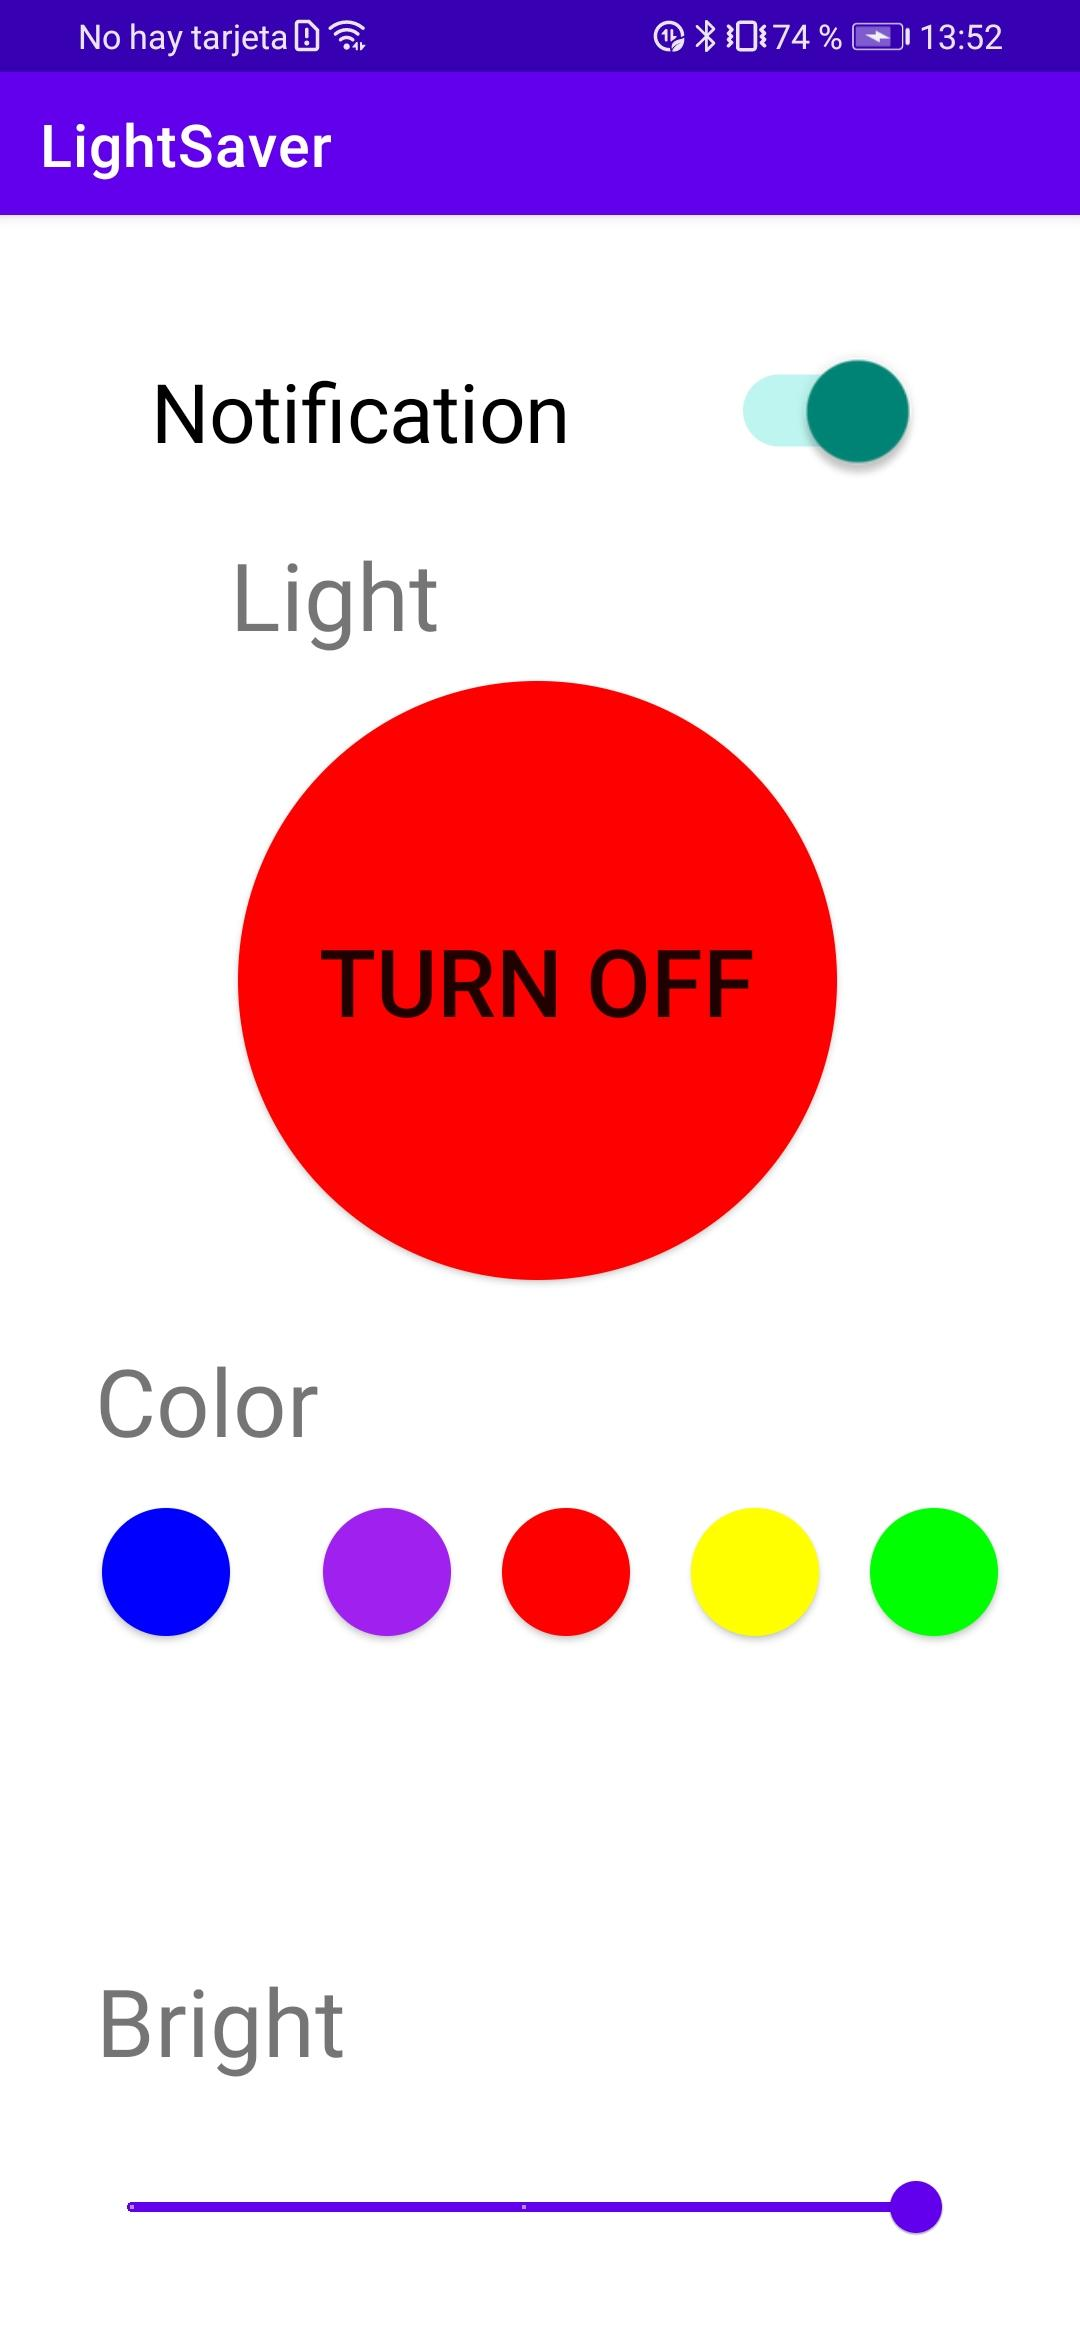 No hay tarjeta 74 % 13:52
LightSaver
Notification
Light
TURN OFF
Color
Bright